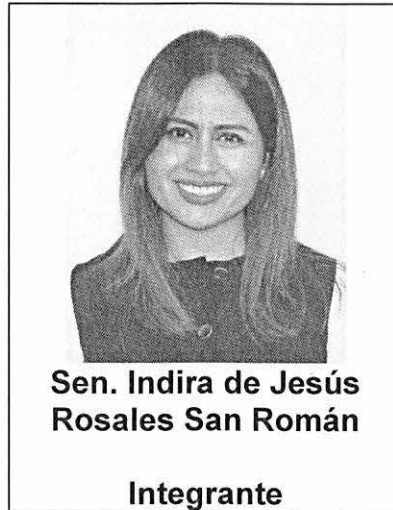 Sen. Indira de Jesús
Rosales San Román
Integrante